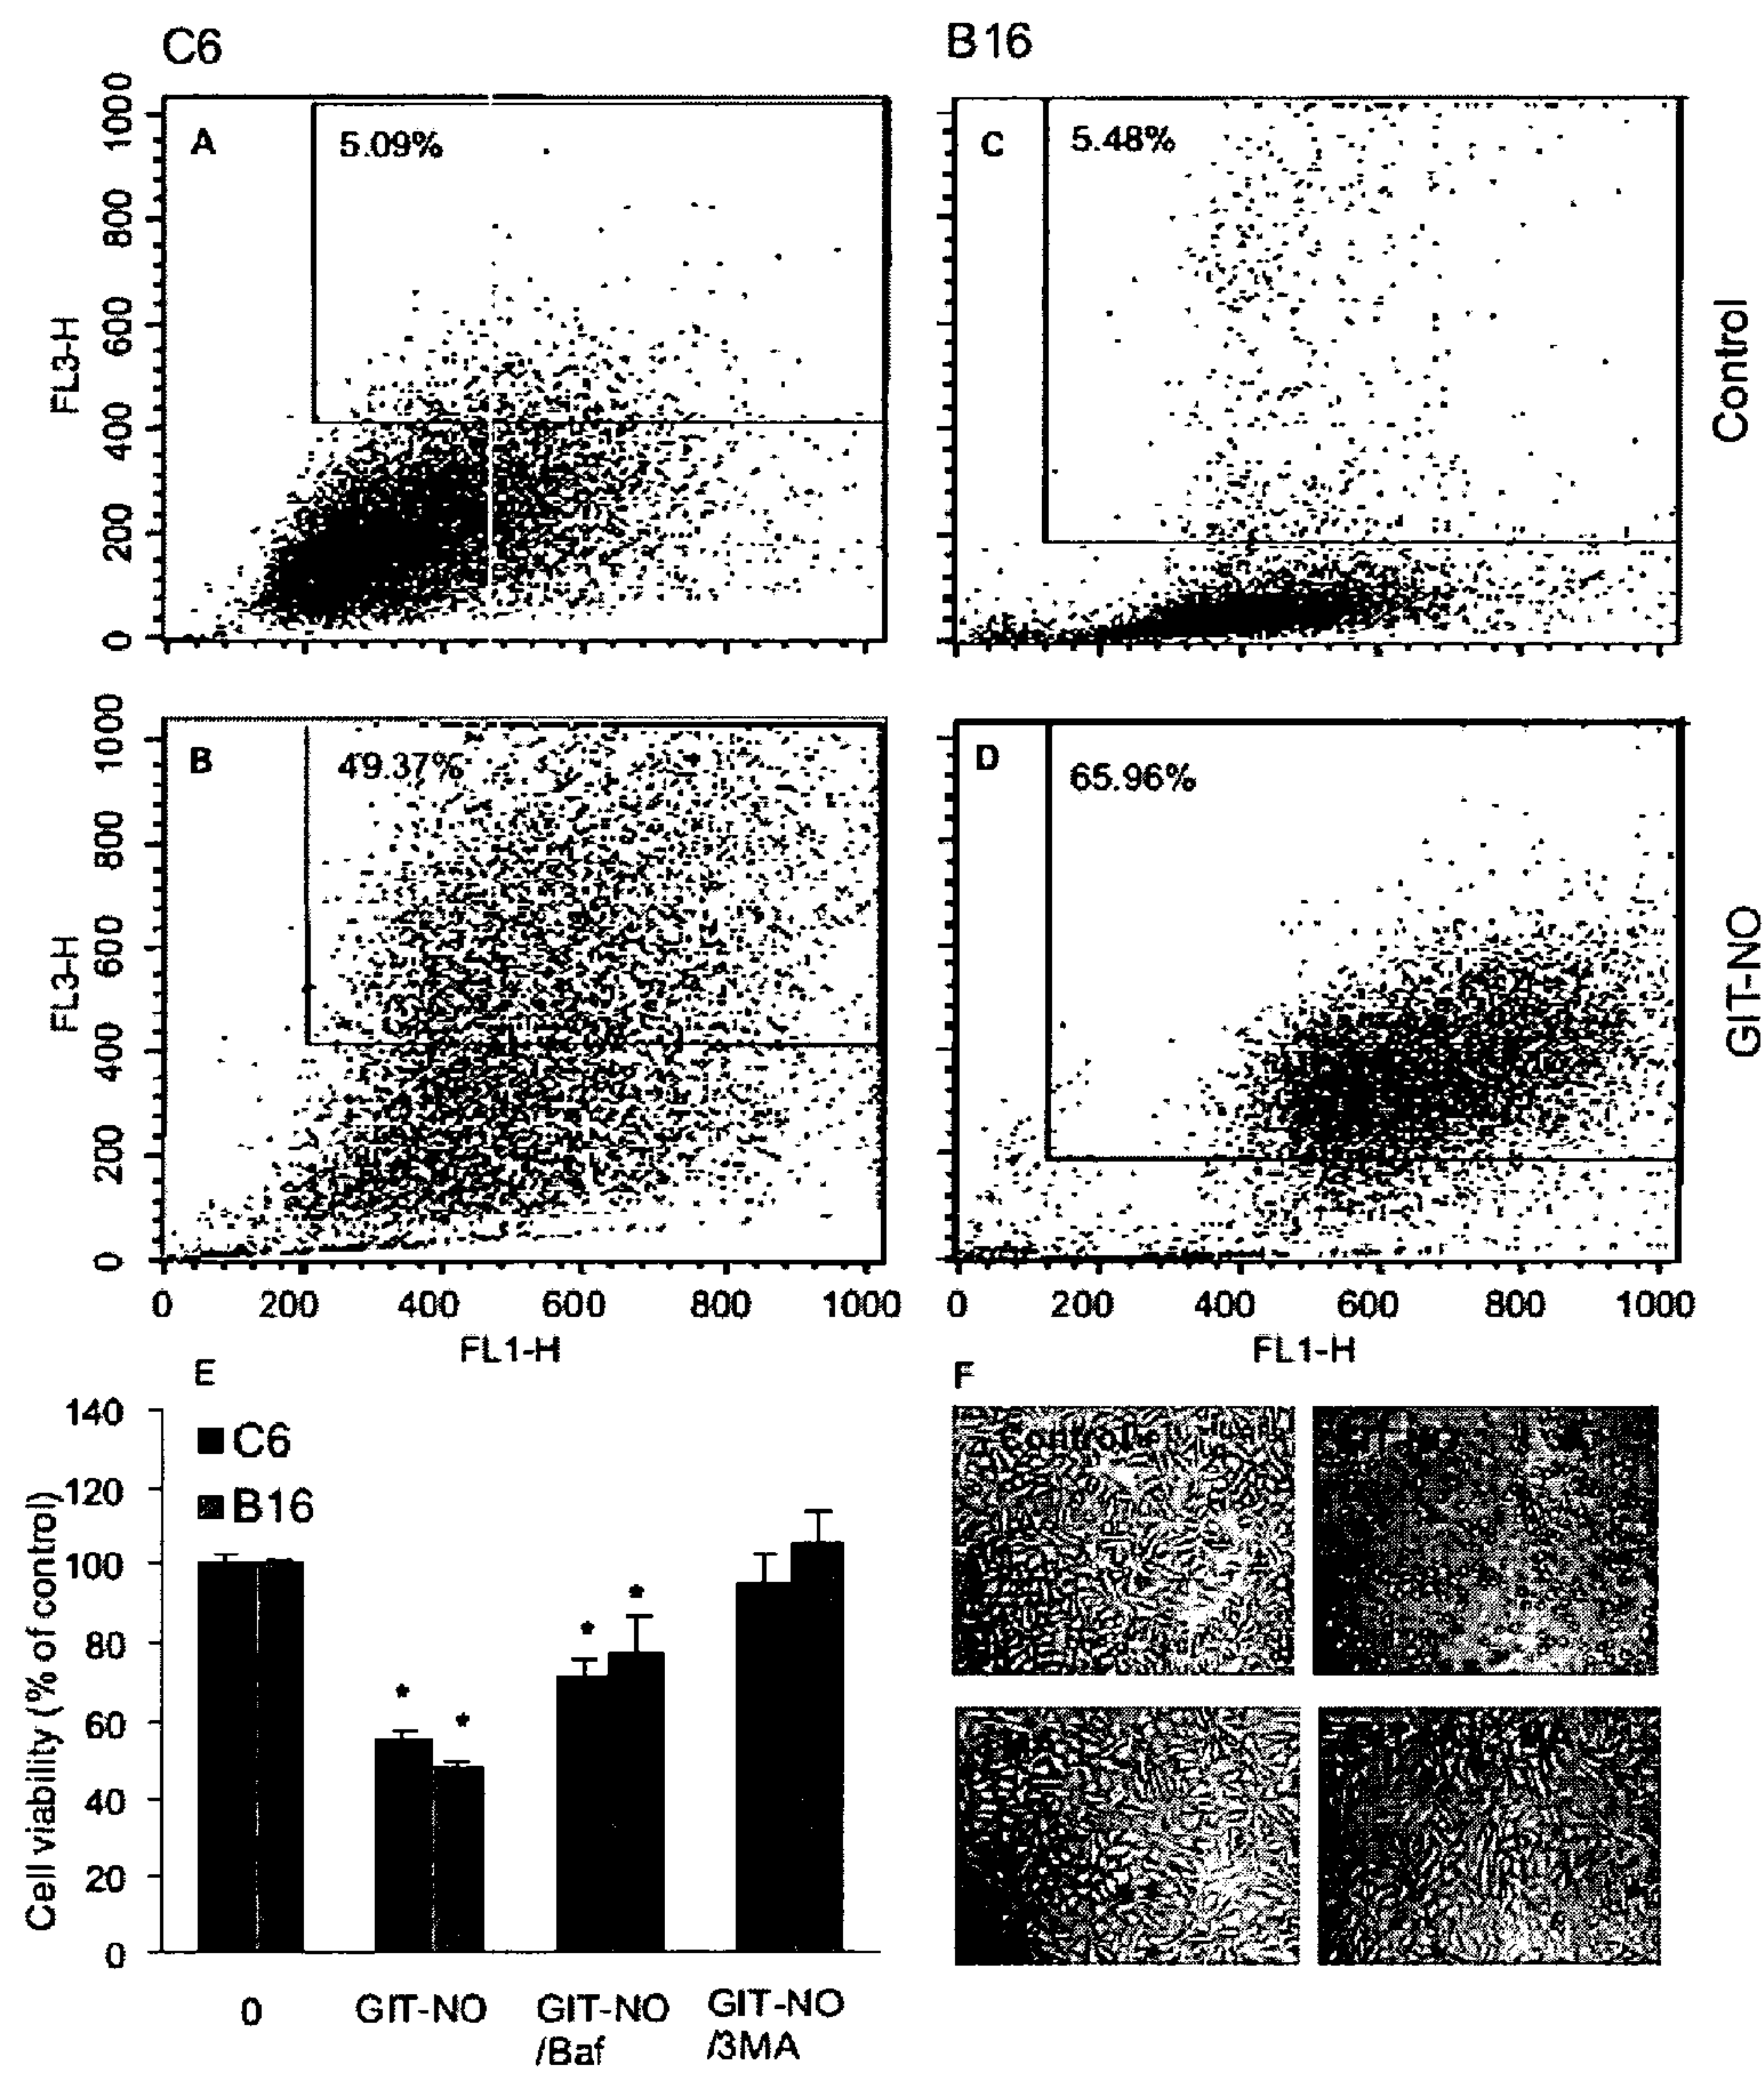 C6
B16
A
5.09%
C
5.48%
1000
800
600
400
200
0
FL3-H
Control
B
49.37%
D
65.96%
1000
800
600
400
200
0
FL3-H
GIT-NO
0 200 400 600 800 1000
0 200 400 600 800 1000
FL1-H
FL1-H
E
F
140
120
100
80
60
40
20
0
Cell viability (% of control)
C6
B16
*
*
*
*
0
GIT-NO
GIT-NO
/Baf
GIT-NO
/3MA
Control